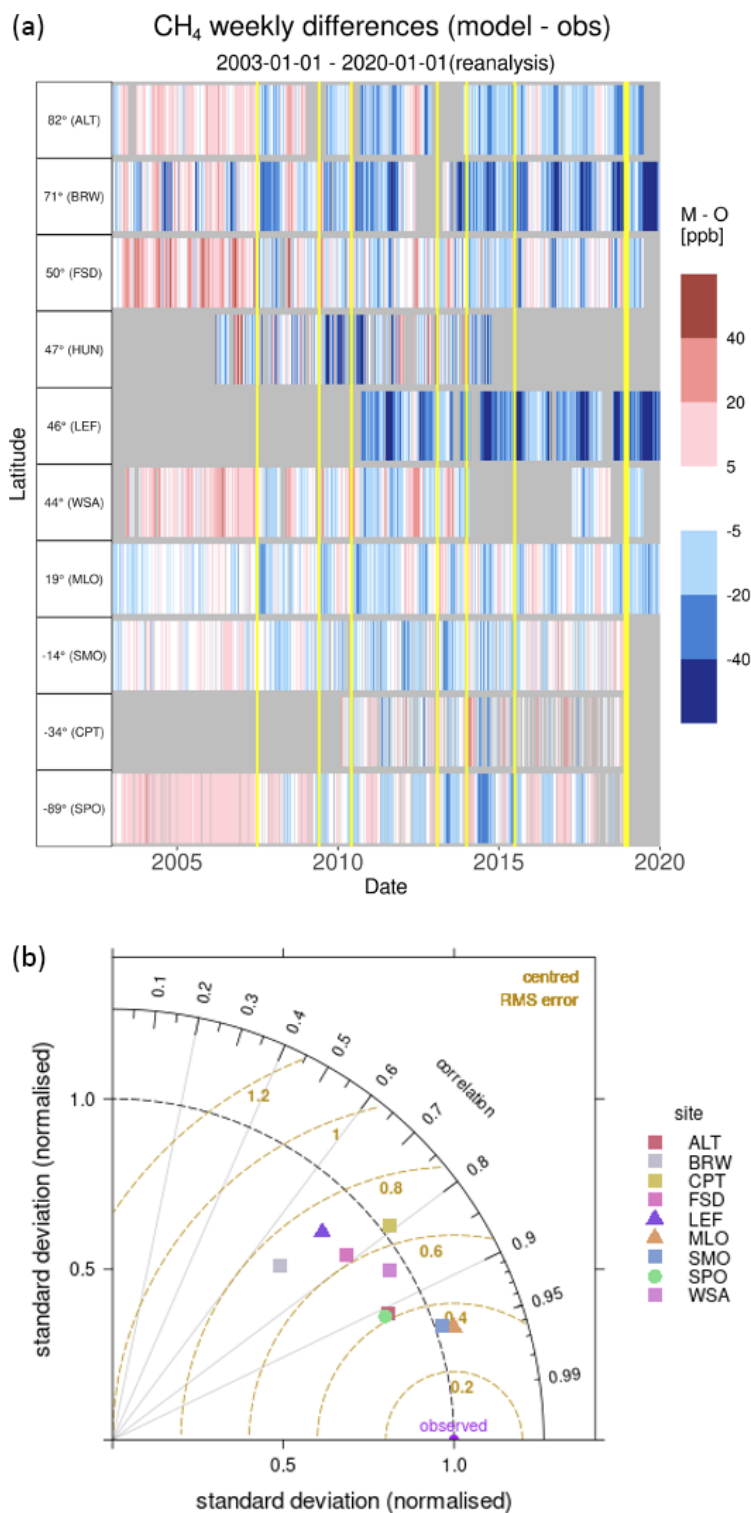 (a)
CH₄ weekly differences (model - obs)
2003-01-01 - 2020-01-01(reanalysis)
82° (ALT)
71° (BRW)
50° (FSD)
47° (HUN)
46° (LEF)
44° (WSA)
19° (MLO)
-14° (SMO)
-34° (CPT)
-89° (SPO)
Latitude
2005
2010
2015
2020
Date
M - O
[ppb]
40
20
5
-5
-20
-40
(b)
centred
RMS error
0.1
0.2
0.3
0.4
0.5
0.6
0.7
0.8
0.9
0.95
0.99
correlation
1.2
1
0.8
0.6
0.4
0.2
observed
1.0
0.5
standard deviation (normalised)
0.5
1.0
standard deviation (normalised)
site
ALT
BRW
CPT
FSD
LEF
MLO
SMO
SPO
WSA